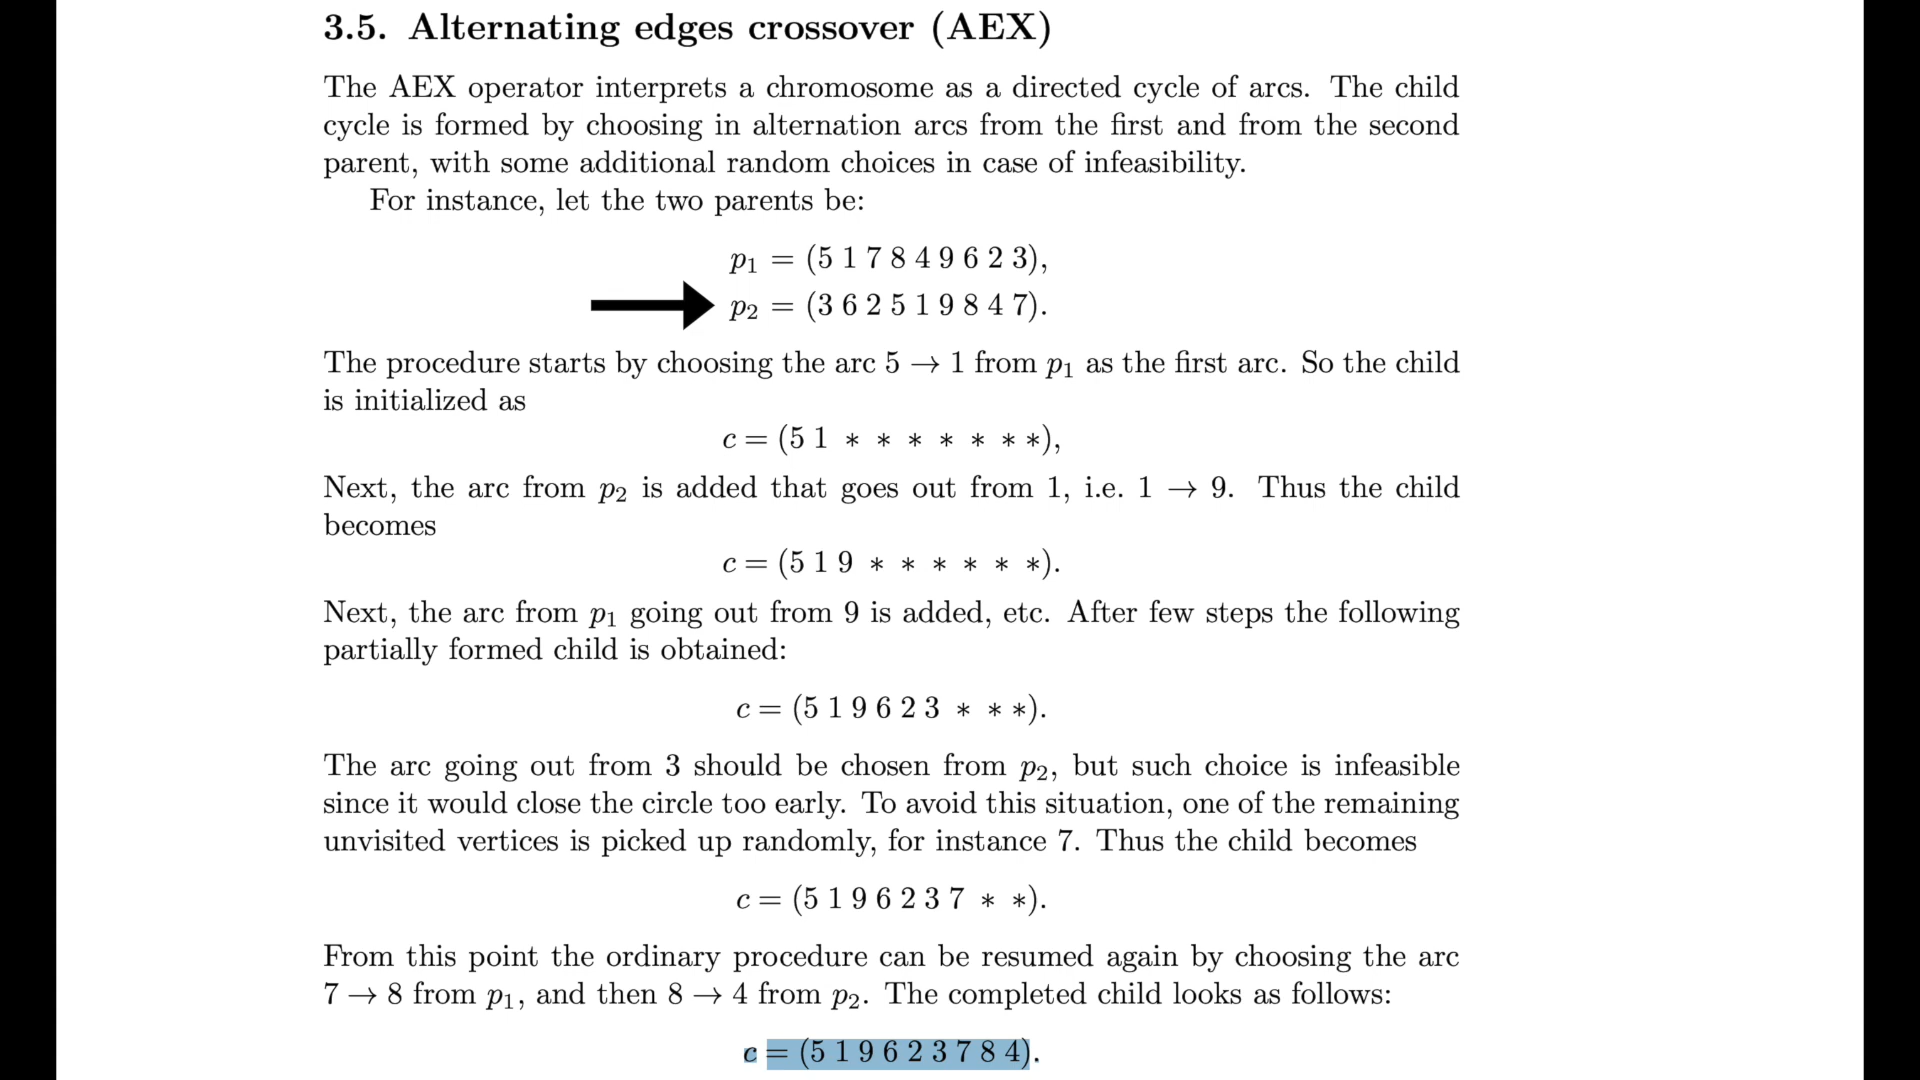 3.5. Alternating edges crossover (AEX)
The AEX operator interprets a chromosome as a directed cycle of arcs. The child
cycle is formed by choosing in alternation arcs from the first and from the second
parent, with some additional random choices in case of infeasibility.
For instance, let the two parents be:
p₁ = (5 1 7 8 4 9 6 2 3),
p₂ = (3 6 2 5 1 9 8 4 7).
The procedure starts by choosing the arc 5 → 1 from p₁ as the first arc. So the child
is initialized as
c = (5 1 * * * * * * *),
Next, the arc from p₂ is added that goes out from 1, i.e. 1 → 9. Thus the child
becomes
c = (5 1 9 * * * * * *).
Next, the arc from p₁ going out from 9 is added, etc. After few steps the following
partially formed child is obtained:
c = (5 1 9 6 2 3 * * *).
The arc going out from 3 should be chosen from p₂, but such choice is infeasible
since it would close the circle too early. To avoid this situation, one of the remaining
unvisited vertices is picked up randomly, for instance 7. Thus the child becomes
c = (5 1 9 6 2 3 7 * *).
From this point the ordinary procedure can be resumed again by choosing the arc
7 → 8 from p₁, and then 8 → 4 from p₂. The completed child looks as follows:
c = (5 1 9 6 2 3 7 8 4).